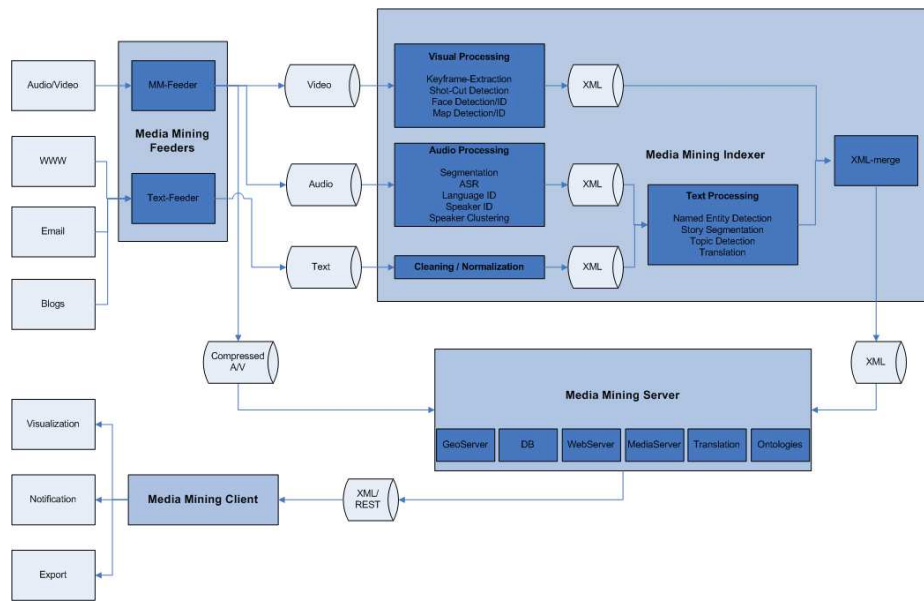 Audio/Video
WWW
Email
Blogs
MM-Feeder
Media Mining
Feeders
Text-Feeder
Video
Audio
Text
Visual Processing
Keyframe-Extraction
Shot-Cut Detection
Face Detection/ID
Map Detection/ID
XML
Audio Processing
Segmentation
ASR
Language ID
Speaker ID
Speaker Clustering
XML
Cleaning / Normalization
XML
Media Mining Indexer
Text Processing
Named Entity Detection
Story Segmentation
Topic Detection
Translation
XML-merge
Compressed
A/V
XML
Media Mining Server
GeoServer
DB
WebServer
MediaServer
Translation
Ontologies
XML/
REST
Media Mining Client
Visualization
Notification
Export